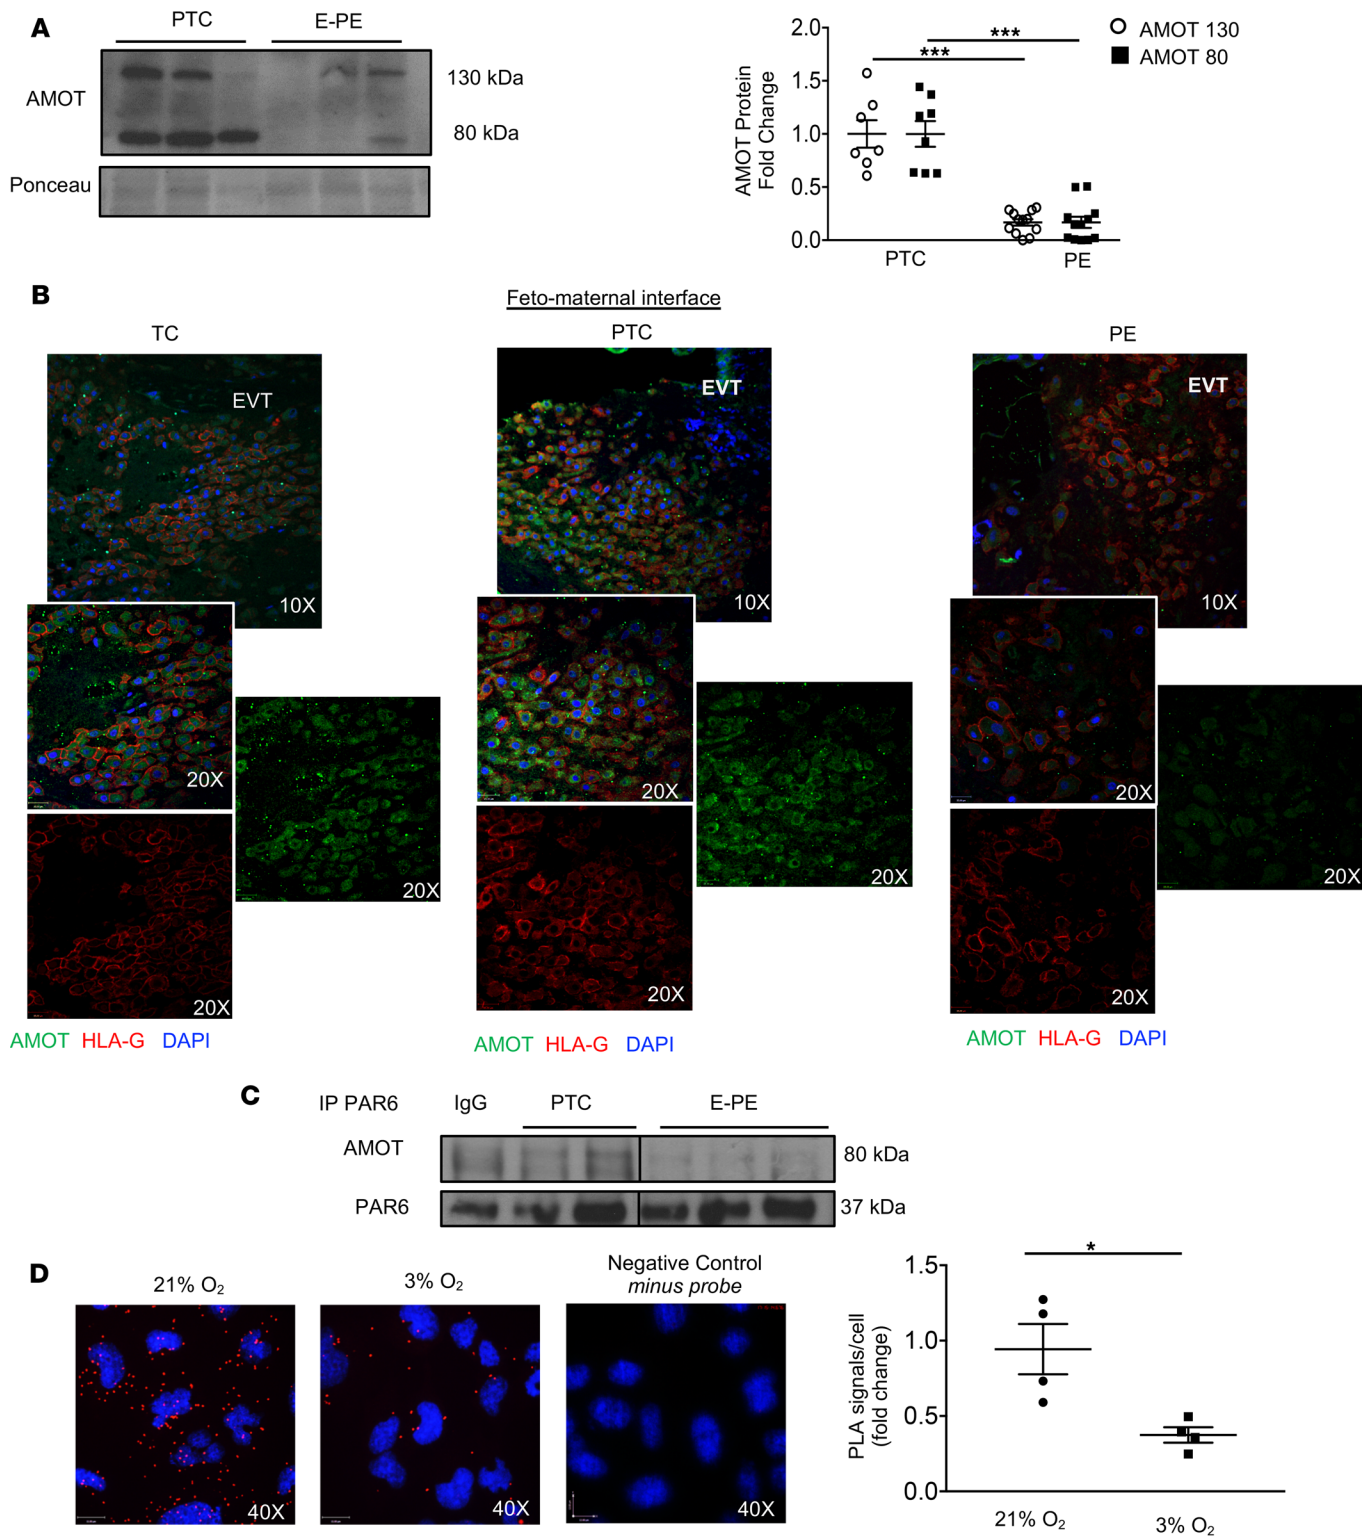 A
PTC
E-PE
AMOT
130 kDa
80 kDa
Ponceau
AMOT Protein
Fold Change
2.0
1.5
1.0
0.5
0.0
***
***
PTC
PE
AMOT 130
AMOT 80
B
Feto-maternal interface
TC
PTC
PE
EVT
EVT
EVT
10X
10X
10X
20X
20X
20X
20X
20X
20X
20X
20X
20X
AMOT HLA-G DAPI
AMOT HLA-G DAPI
AMOT HLA-G DAPI
C
IP PAR6
IgG
PTC
E-PE
AMOT
80 kDa
PAR6
37 kDa
D
21% O₂
3% O₂
Negative Control
minus probe
40X
40X
40X
PLA signals/cell
(fold change)
1.5
1.0
0.5
0.0
*
21% O₂
3% O₂